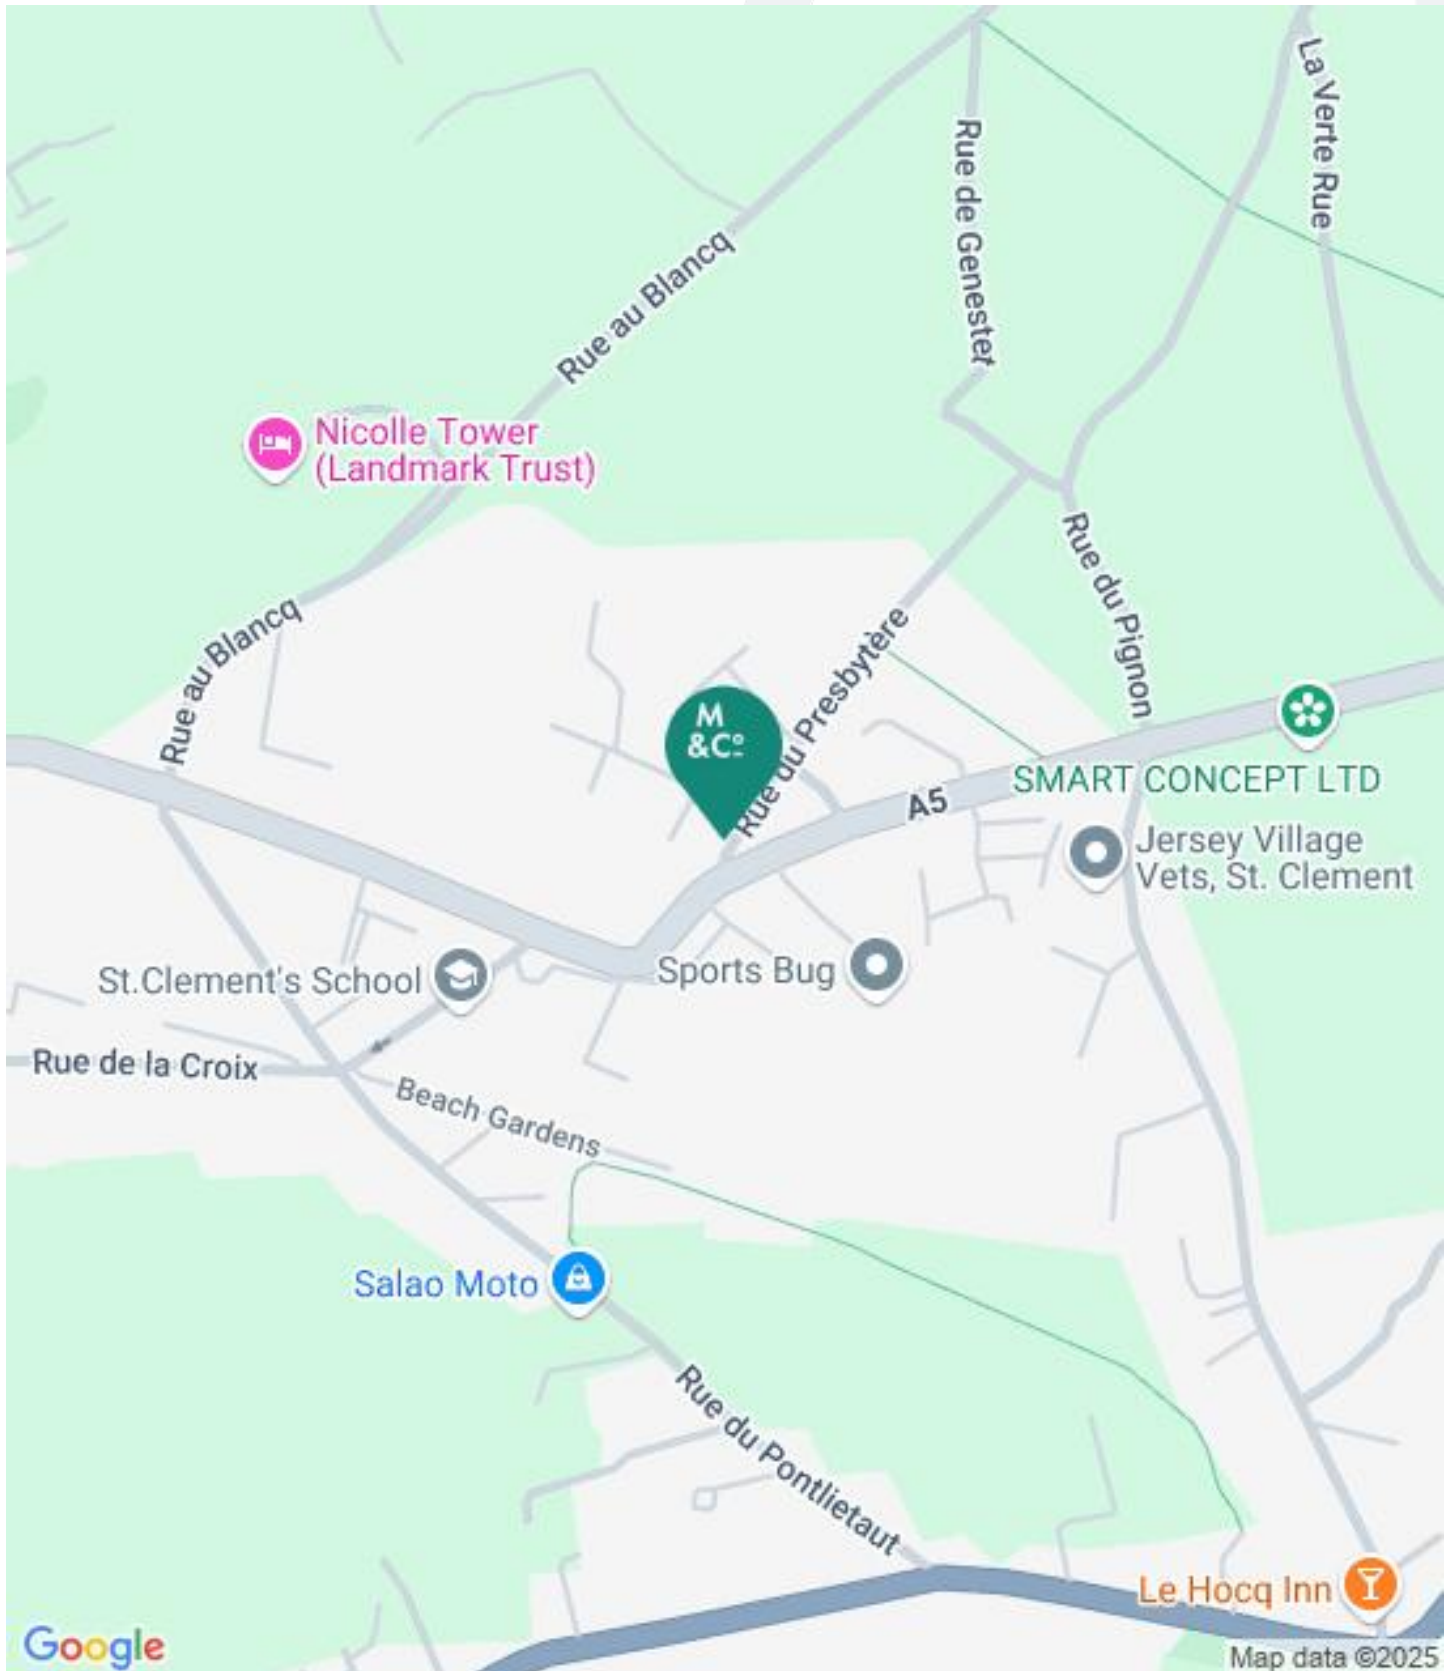 La Verte Rue
Rue de Genestet
Rue au Blancq
Nicolle Tower
(Landmark Trust)
Rue du Pignon
Rue au Blancq
Rue du Presbytère
M
&Cº
SMART CONCEPT LTD
A5
Jersey Village
Vets, St. Clement
St.Clement's School
Sports Bug
Rue de la Croix
Beach Gardens
Salao Moto
Rue du Pontlietaut
Le Hocq Inn
Google
Map data ©2025